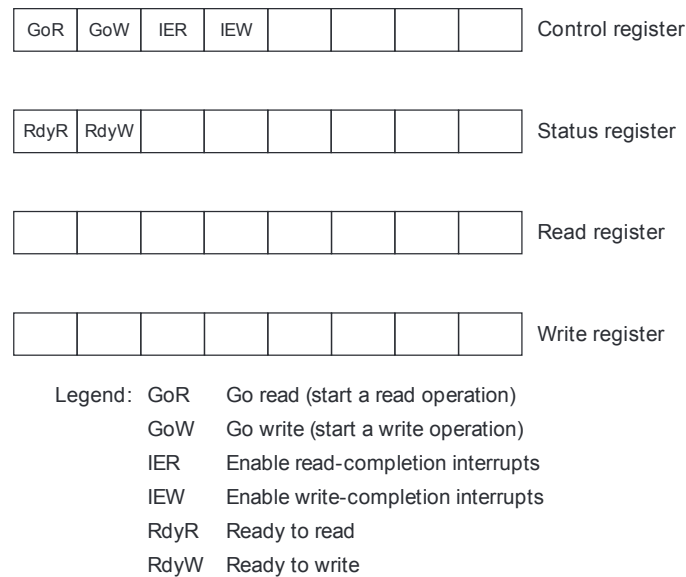 GoR GoW IER IEW Control register
RdyR RdyW Status register
Read register
Write register
Legend: GoR Go read (start a read operation)
GoW Go write (start a write operation)
IER Enable read-completion interrupts
IEW Enable write-completion interrupts
RdyR Ready to read
RdyW Ready to write